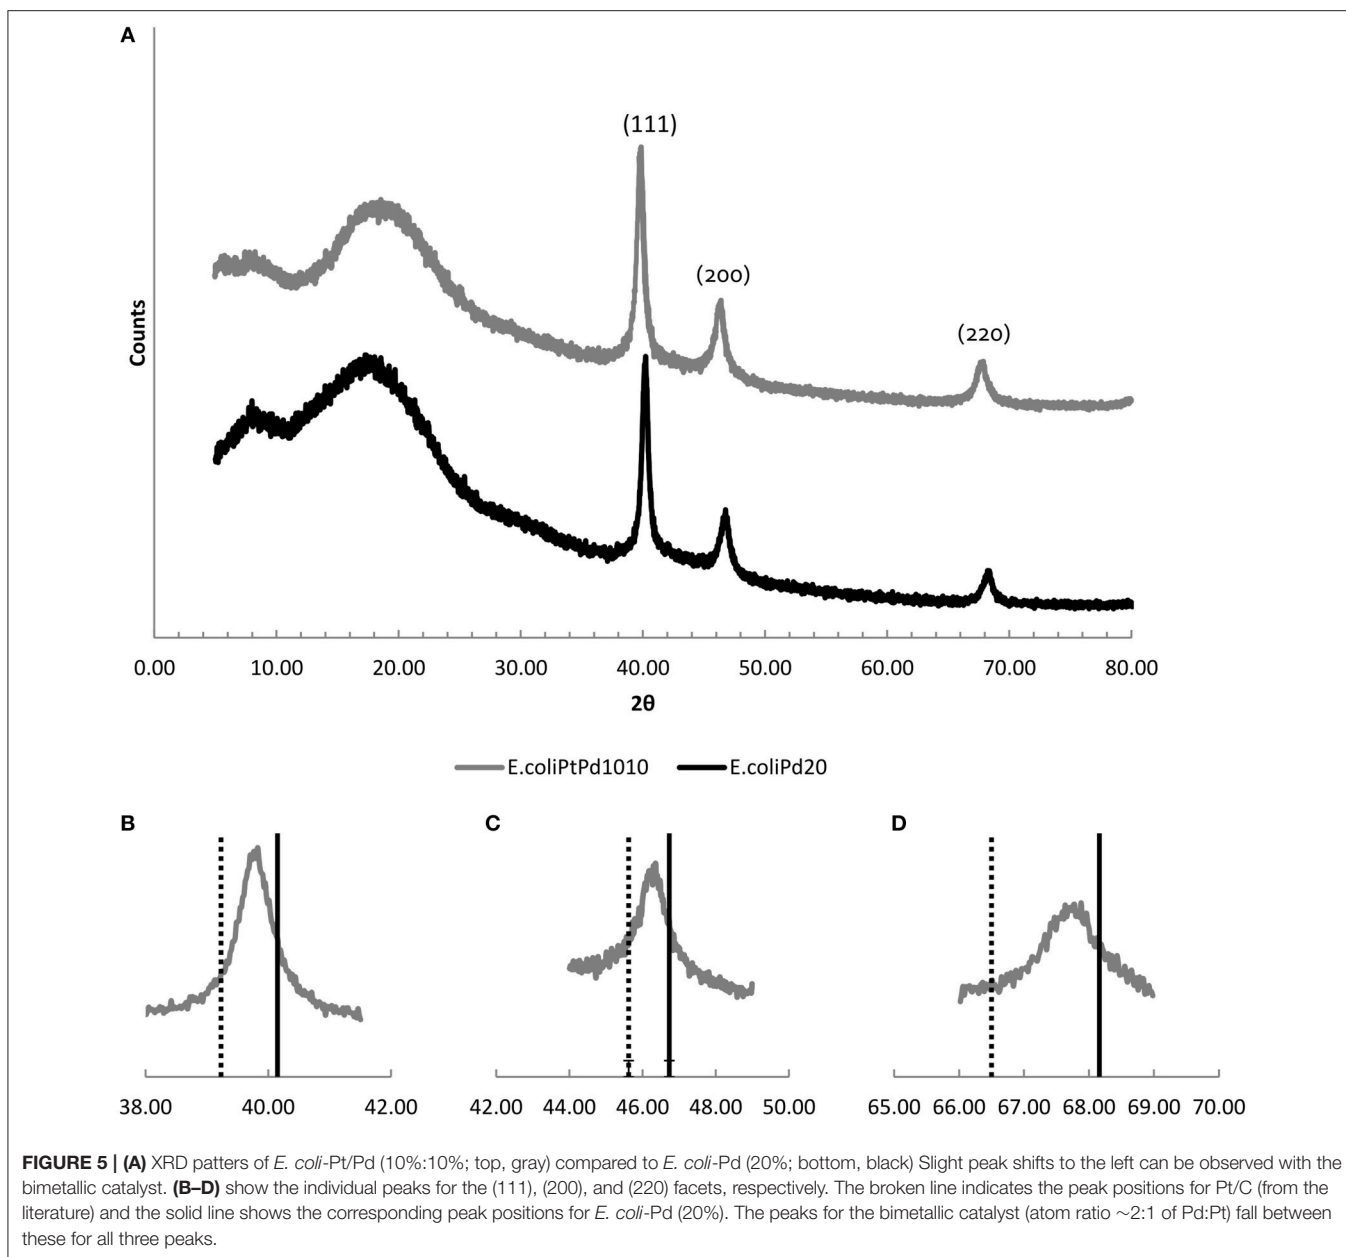 A
(111)
(200)
(220)
Counts
0.00 10.00 20.00 30.00 40.00 50.00 60.00 70.00 80.00
2θ
E.coliPtPd1010 E.coliPd20
B C D
38.00 40.00 42.00 42.00 44.00 46.00 48.00 50.00 65.00 66.00 67.00 68.00 69.00 70.00
FIGURE 5 | (A) XRD patters of E. coli-Pt/Pd (10%:10%; top, gray) compared to E. coli-Pd (20%; bottom, black) Slight peak shifts to the left can be observed with the
bimetallic catalyst. (B–D) show the individual peaks for the (111), (200), and (220) facets, respectively. The broken line indicates the peak positions for Pt/C (from the
literature) and the solid line shows the corresponding peak positions for E. coli-Pd (20%). The peaks for the bimetallic catalyst (atom ratio ~2:1 of Pd:Pt) fall between
these for all three peaks.